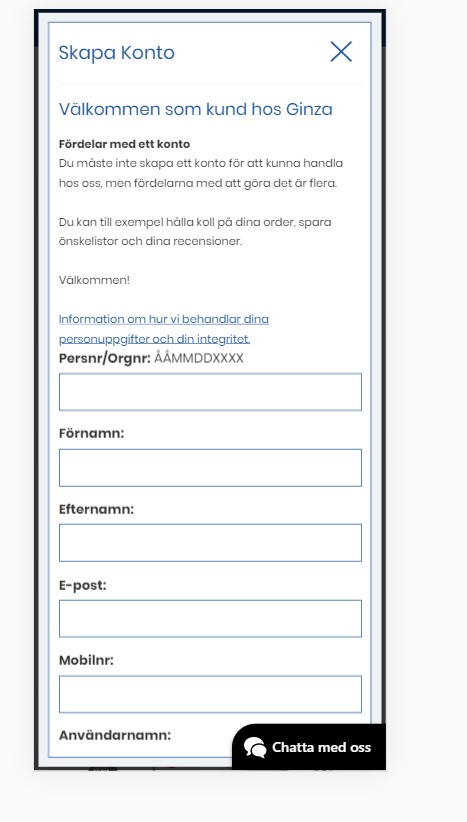 Skapa Konto
Välkommen som kund hos Ginza
Fördelar med ett konto
Du måste inte skapa ett konto för att kunna handla
hos oss, men fördelarna med att göra det är flera.
Du kan till exempel hålla koll på dina order, spara
önskelistor och dina recensioner.
Välkommen!
Information om hur vi behandlar dina
personuppgifter och din integritet.
Persnr/Orgnr: ÅÅMMDDXXXX
Förnamn:
Efternamn:
E-post:
Mobilnr:
Användarnamn:
Chatta med oss